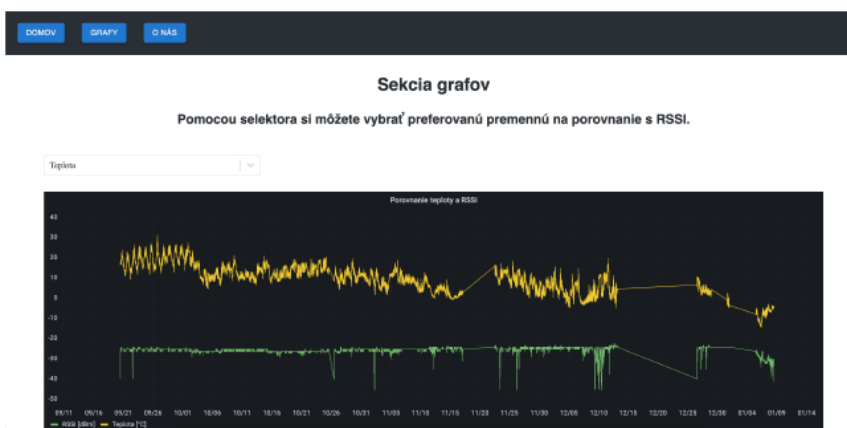 DOMOV GRAFY O NÁS
Sekcia grafov
Pomocou selektora si môžete vybrať preferovanú premennú na porovnanie s RSSI.
Teplota
Porovnanie teploty a RSSI
40
30
20
10
0
-10
-20
-30
-40
-50
09/11 09/16 09/21 09/26 10/01 10/06 10/11 10/16 10/21 10/26 10/31 11/05 11/10 11/15 11/20 11/25 11/30 12/05 12/10 12/15 12/20 12/25 12/30 01/04 01/09 01/14
RSSI [dBm] Teplota [°C]